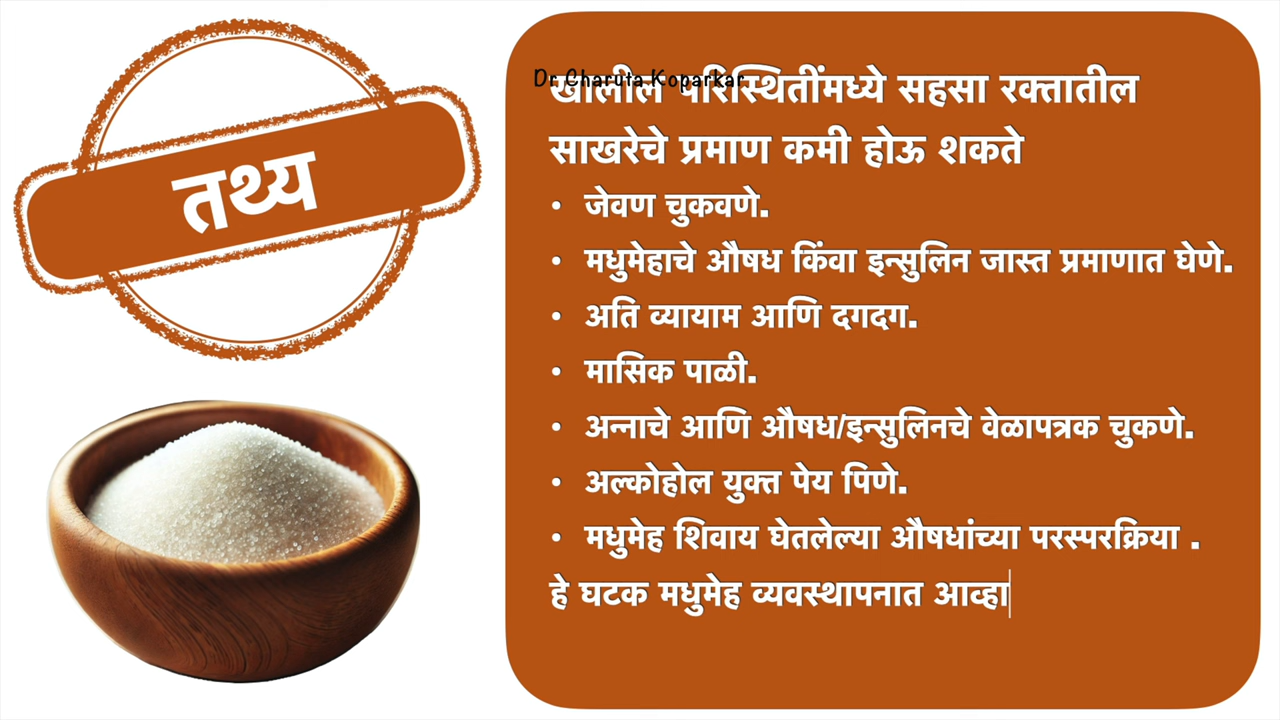 तथ्य
Dr. Charuta Koparkar
खालील परिस्थितींमध्ये सहसा रक्तातील
साखरेचे प्रमाण कमी होऊ शकते
• जेवण चुकवणे.
• मधुमेहाचे औषध किंवा इन्सुलिन जास्त प्रमाणात घेणे.
• अति व्यायाम आणि दगदग.
• मासिक पाळी.
• अन्नाचे आणि औषध/इन्सुलिनचे वेळापत्रक चुकणे.
• अल्कोहोल युक्त पेय पिणे.
• मधुमेह शिवाय घेतलेल्या औषधांच्या परस्परक्रिया .
हे घटक मधुमेह व्यवस्थापनात आव्हा